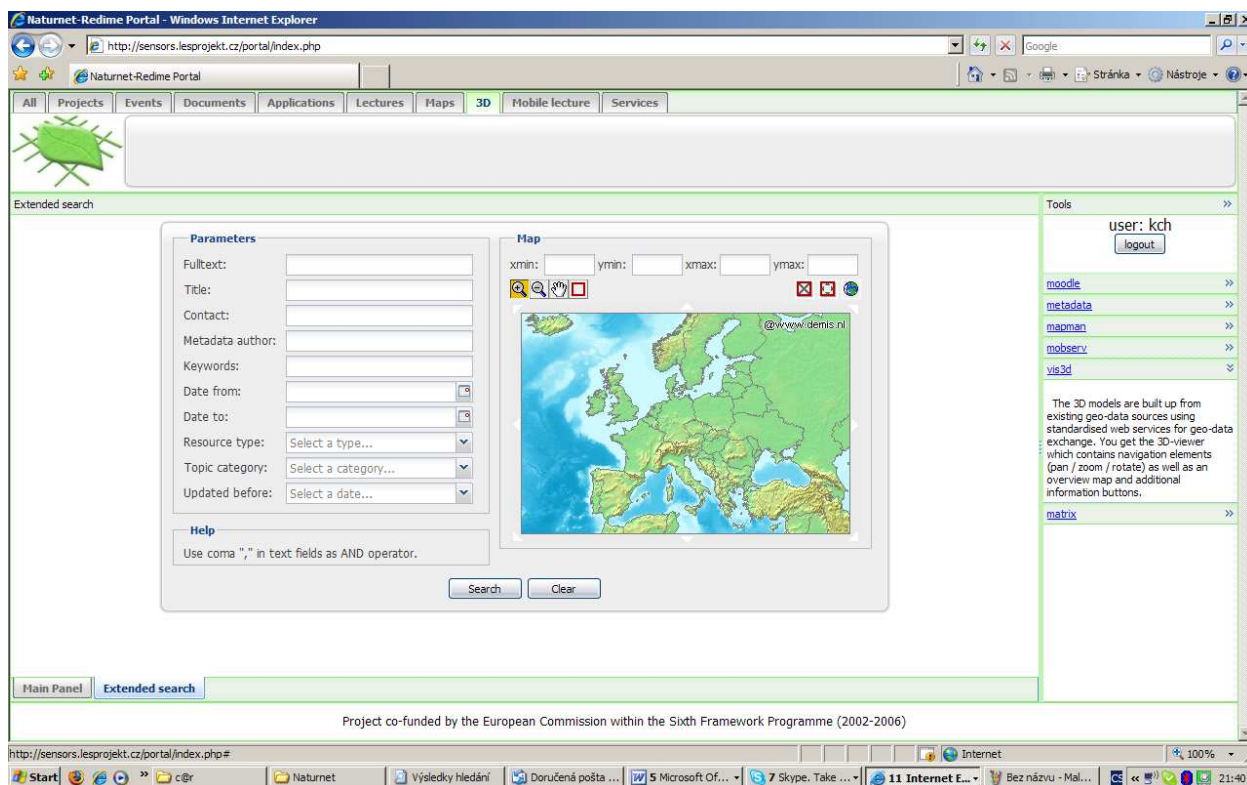 Naturnet-Redime Portal - Windows Internet Explorer
http://sensors.lesprojekt.cz/portal/index.php
Google
Naturnet-Redime Portal
Stránka
Nástroje
All Projects Events Documents Applications Lectures Maps 3D Mobile lecture Services
Extended search
Tools »
user: kch
logout
moodle »
metadata »
mapman »
mobserv »
vis3d
The 3D models are built up from
existing geo-data sources using
standardised web services for geo-data
exchange. You get the 3D-viewer
which contains navigation elements
(pan / zoom / rotate) as well as an
overview map and additional
information buttons.
matrix »
Parameters
Fulltext:
Title:
Contact:
Metadata author:
Keywords:
Date from:
Date to:
Resource type: Select a type...
Topic category: Select a category...
Updated before: Select a date...
Help
Use coma "," in text fields as AND operator.
Map
xmin: ymin: xmax: ymax:
@www.demis.nl
Search Clear
Main Panel Extended search
Project co-funded by the European Commission within the Sixth Framework Programme (2002-2006)
http://sensors.lesprojekt.cz/portal/index.php#
Internet
100%
Start » c@r Naturnet Výsledky hledání Doručená pošta ... 5 Microsoft Of... 7 Skype. Take ... 11 Internet E... Bez názvu - Mal... CS « 21:40